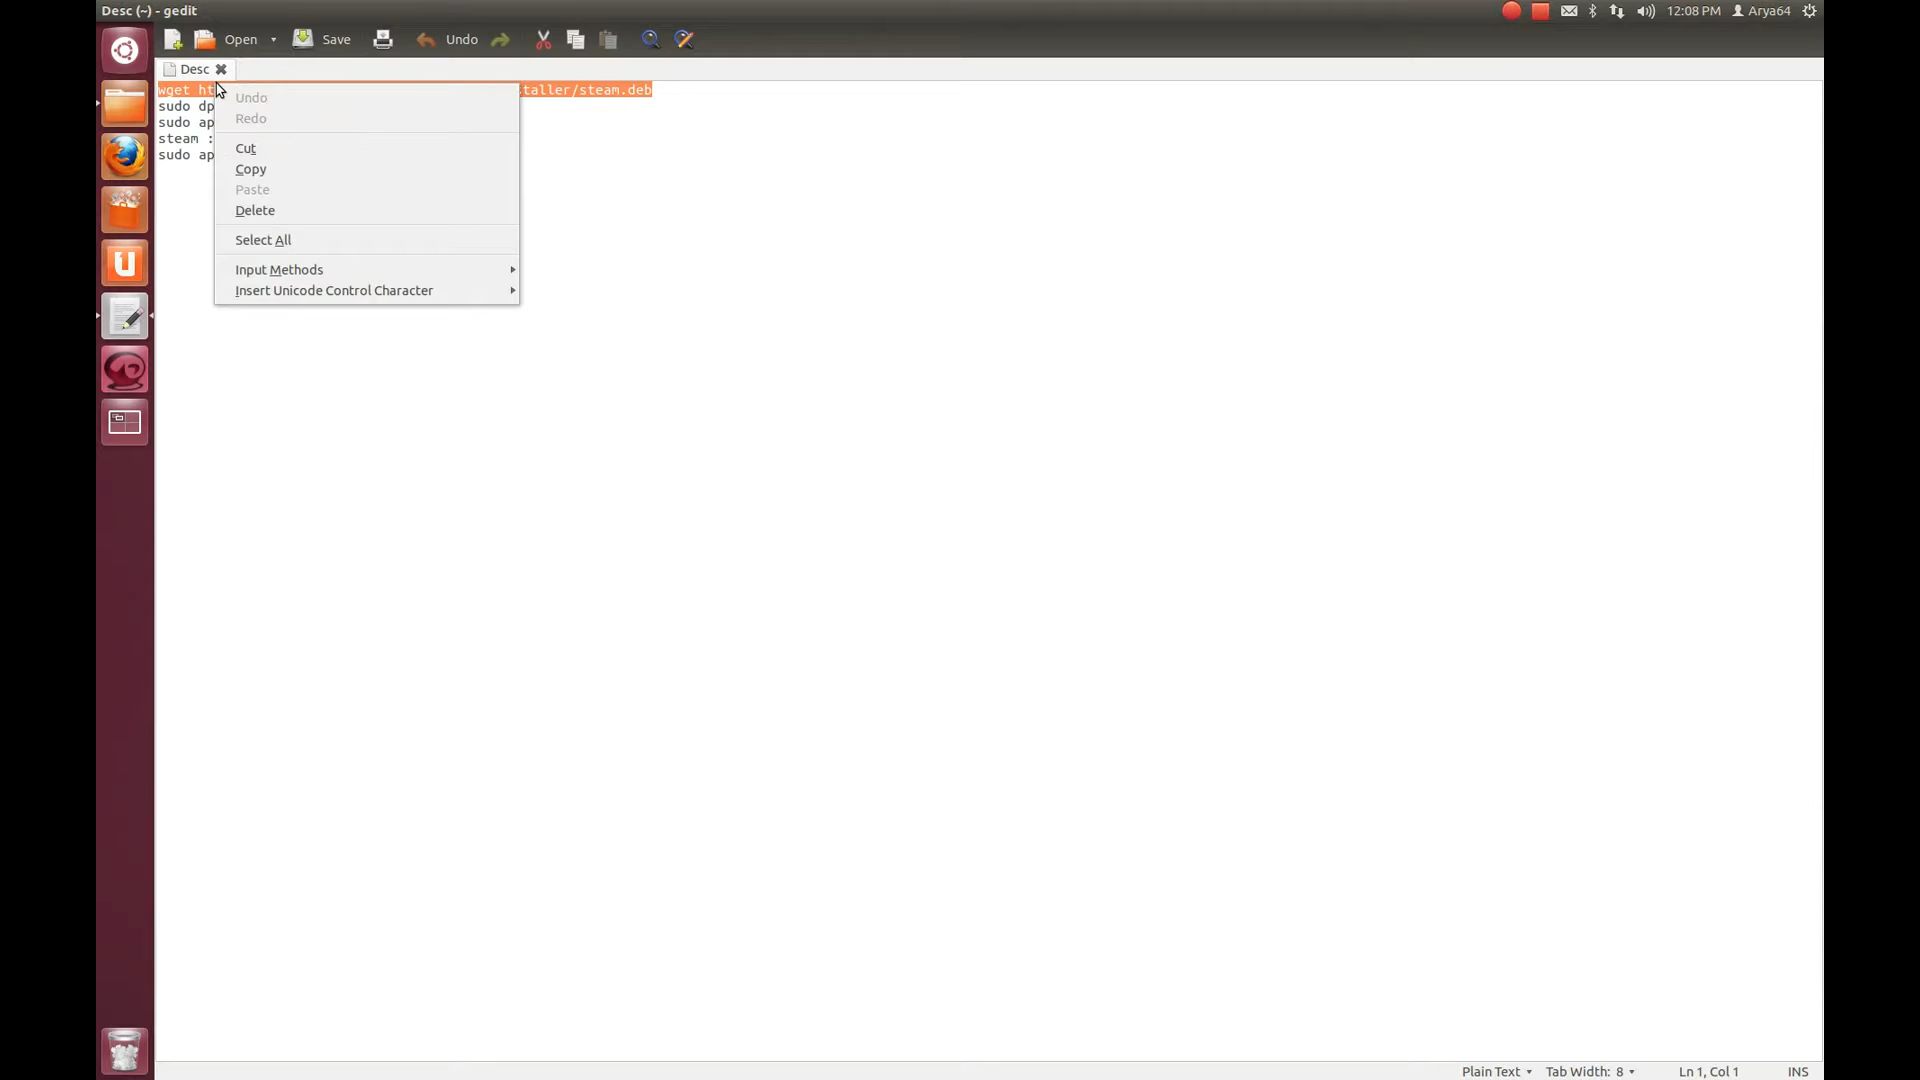 Desc (~) - gedit
12:08 PM
Arya64
Open
Save
Undo
Desc
wget ht
staller/steam.deb
sudo dp
sudo ap
steam :
sudo ap
Undo
Redo
Cut
Copy
Paste
Delete
Select All
Input Methods
Insert Unicode Control Character
Plain Text
Tab Width: 8
Ln 1, Col 1
INS